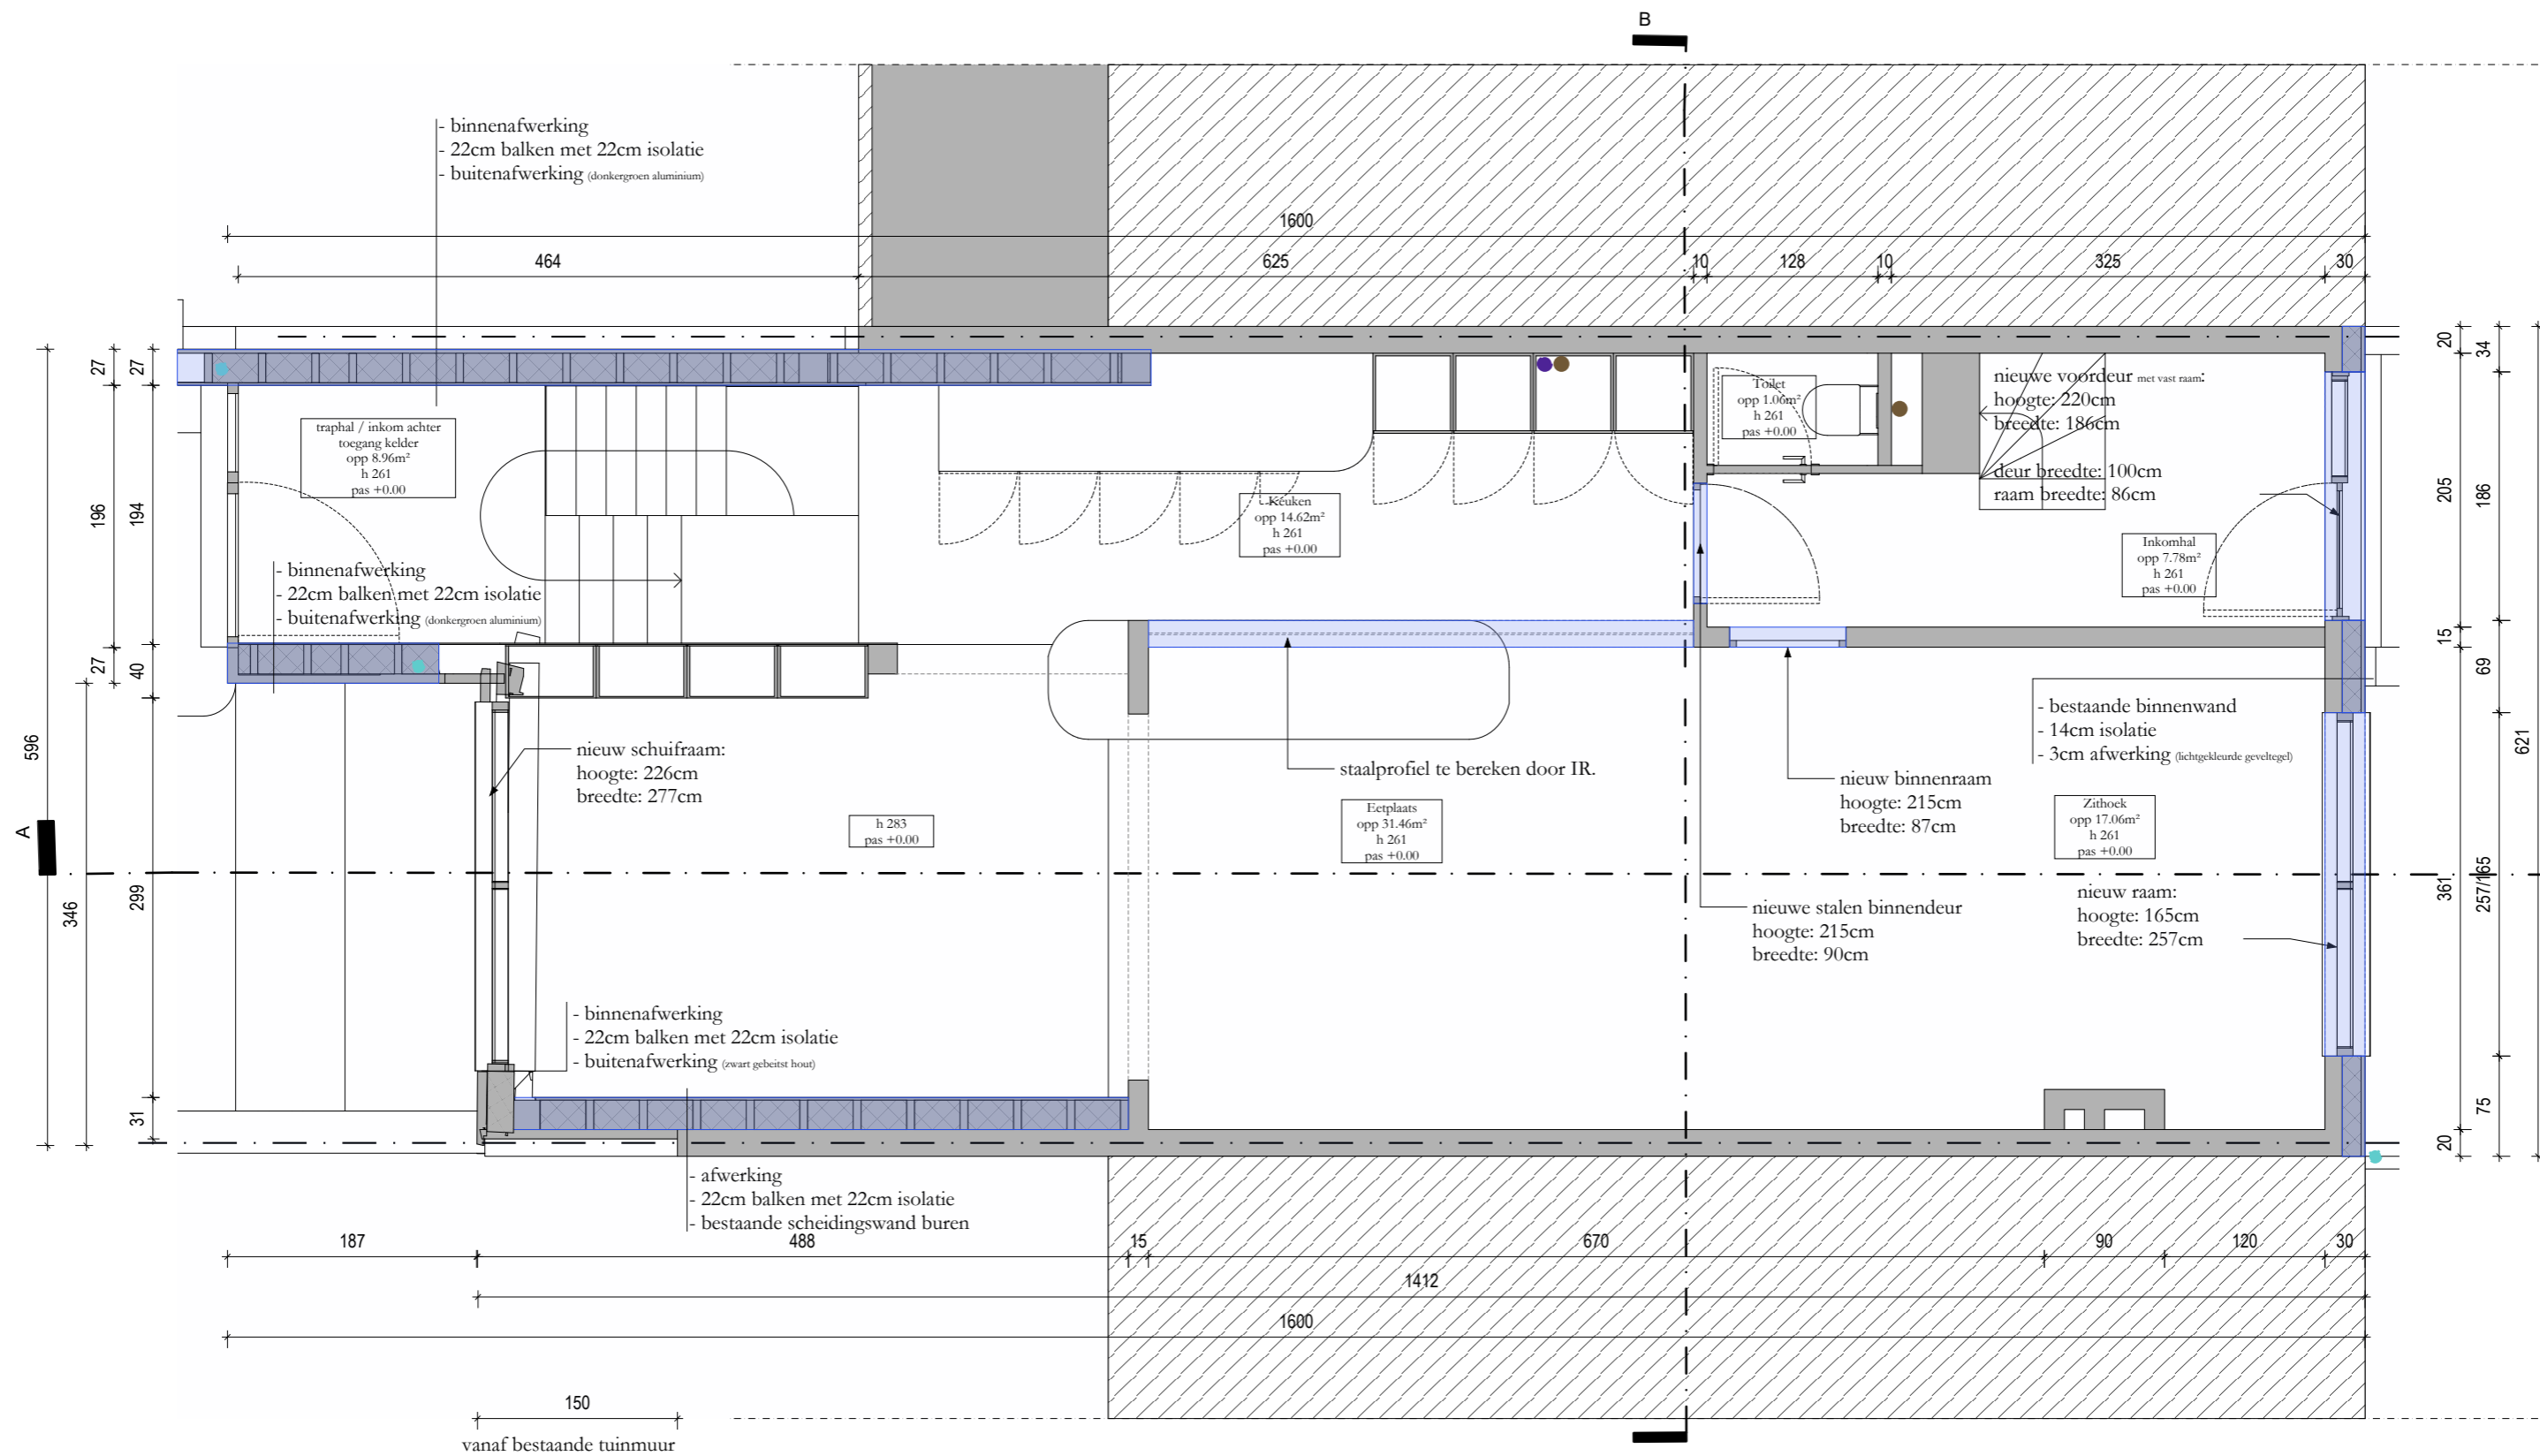 B
- binnenafwerking
- 22cm balken met 22cm isolatie
- buitenafwerking (donkergroen aluminium)
1600
464
625
10
128
10
325
30
27
27
196
194
27
40
596
346
299
31
20
34
205
186
15
69
621
361
257/165
75
20
traphal / inkom achter
toegang kelder
opp 8.96m²
h 261
pas +0.00
Toilet
opp 1.06m²
h 261
pas +0.00
nieuwe voordeur met vast raam:
hoogte: 220cm
breedte: 186cm
deur breedte: 100cm
raam breedte: 86cm
Keuken
opp 14.62m²
h 261
pas +0.00
Inkomhal
opp 7.78m²
h 261
pas +0.00
- binnenafwerking
- 22cm balken met 22cm isolatie
- buitenafwerking (donkergroen aluminium)
- bestaande binnenwand
- 14cm isolatie
- 3cm afwerking (lichtgekleurde geveltegel)
nieuw schuifraam:
hoogte: 226cm
breedte: 277cm
staalprofiel te bereken door IR.
nieuw binnenraam
hoogte: 215cm
breedte: 87cm
h 283
pas +0.00
Eetplaats
opp 31.46m²
h 261
pas +0.00
Zithoek
opp 17.06m²
h 261
pas +0.00
A
nieuwe stalen binnendeur
hoogte: 215cm
breedte: 90cm
nieuw raam:
hoogte: 165cm
breedte: 257cm
- binnenafwerking
- 22cm balken met 22cm isolatie
- buitenafwerking (zwart gebeitst hout)
- afwerking
- 22cm balken met 22cm isolatie
- bestaande scheidingswand buren
187
488
15
670
90
120
30
1412
1600
150
vanaf bestaande tuinmuur